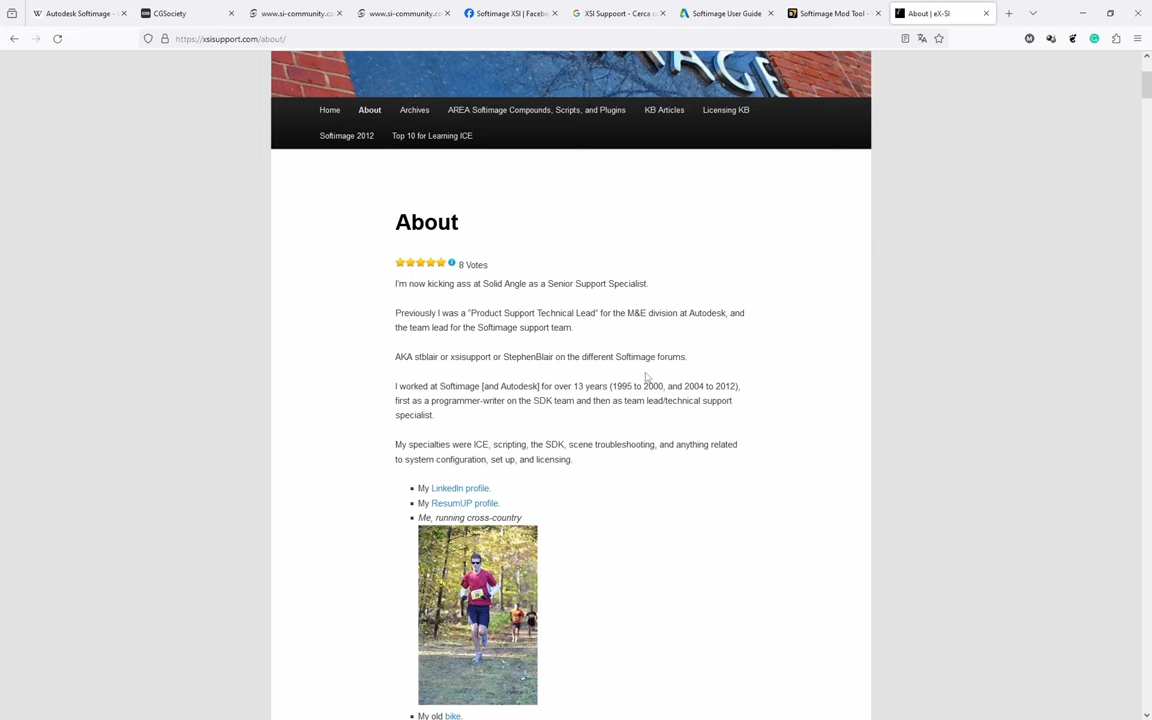 Autodesk Softimage -
CGSociety
www.si-community.c
www.si-community.c
Softimage XSI | Faceb
XSI Suppoort - Cerca c
Softimage User Guide
Softimage Mod Tool -
About | eX-SI
https://xsisupport.com/about/
AGE
Home
About
Archives
AREA Softimage Compounds, Scripts, and Plugins
KB Articles
Licensing KB
Softimage 2012
Top 10 for Learning ICE
About
8 Votes
I'm now kicking ass at Solid Angle as a Senior Support Specialist.
Previously I was a "Product Support Technical Lead" for the M&E division at Autodesk, and
the team lead for the Softimage support team.
AKA stblair or xsisupport or StephenBlair on the different Softimage forums.
I worked at Softimage [and Autodesk] for over 13 years (1995 to 2000, and 2004 to 2012),
first as a programmer-writer on the SDK team and then as team lead/technical support
specialist.
My specialties were ICE, scripting, the SDK, scene troubleshooting, and anything related
to system configuration, set up, and licensing.
My LinkedIn profile.
My ResumUP profile.
Me, running cross-country
My old bike.